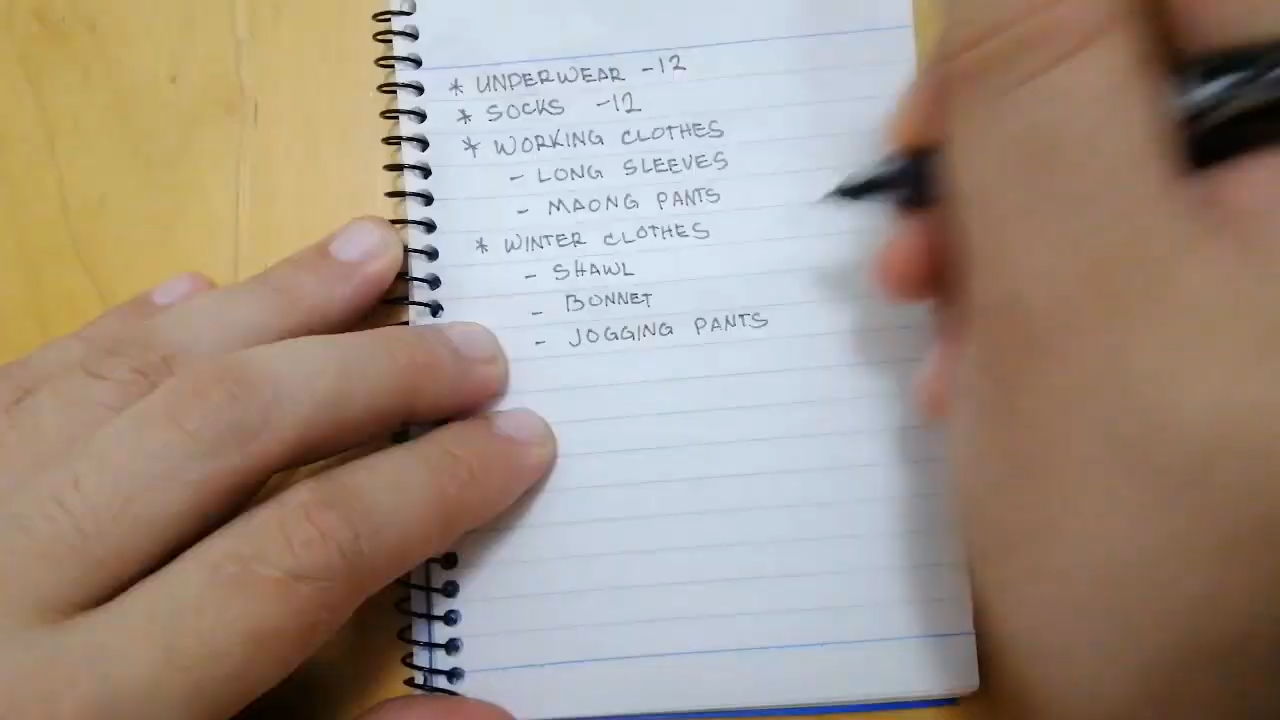 * UNDERWEAR -12
* SOCKS -12
* WORKING CLOTHES
- LONG SLEEVES
- MAONG PANTS
* WINTER CLOTHES
- SHAWL
- BONNET
- JOGGING PANTS